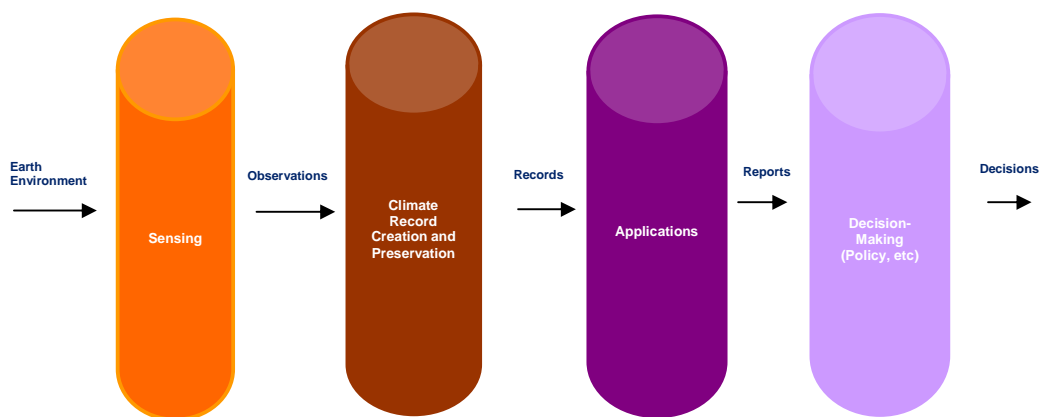 Earth
Environment
Sensing
Observations
Climate
Record
Creation and
Preservation
Records
Applications
Reports
Decision-
Making
(Policy, etc)
Decisions